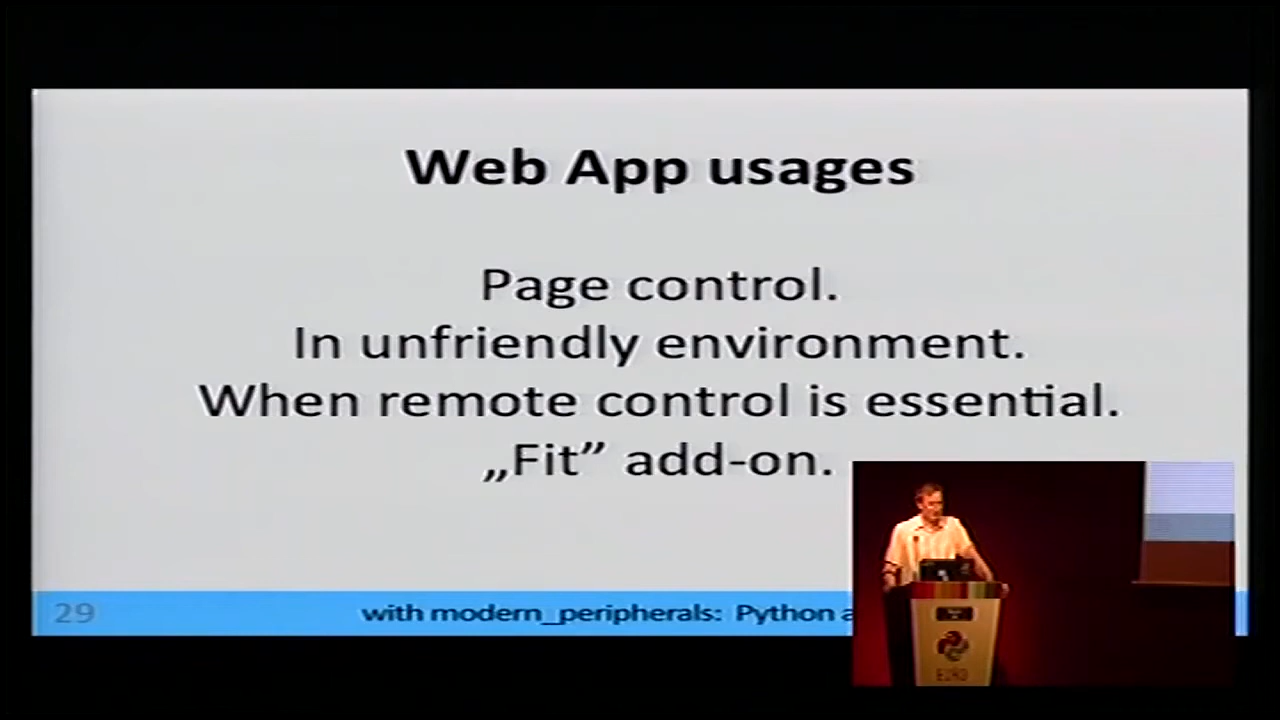 Web App usages
Page control.
In unfriendly environment.
When remote control is essential.
„Fit” add-on.
29
with modern_peripherals: Python a